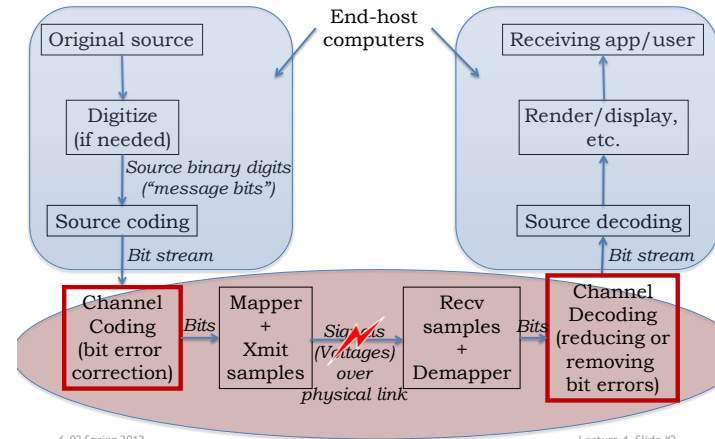 End-host
computers
Original source
Digitize
(if needed)
Source binary digits
(“message bits”)
Source coding
Bit stream
Channel
Coding
(bit error
correction)
Bits
Mapper
+
Xmit
samples
Signals
(Voltages)
over
physical link
Recv
samples
+
Demapper
Bits
Channel
Decoding
(reducing or
removing
bit errors)
Bit stream
Source decoding
Render/display,
etc.
Receiving app/user